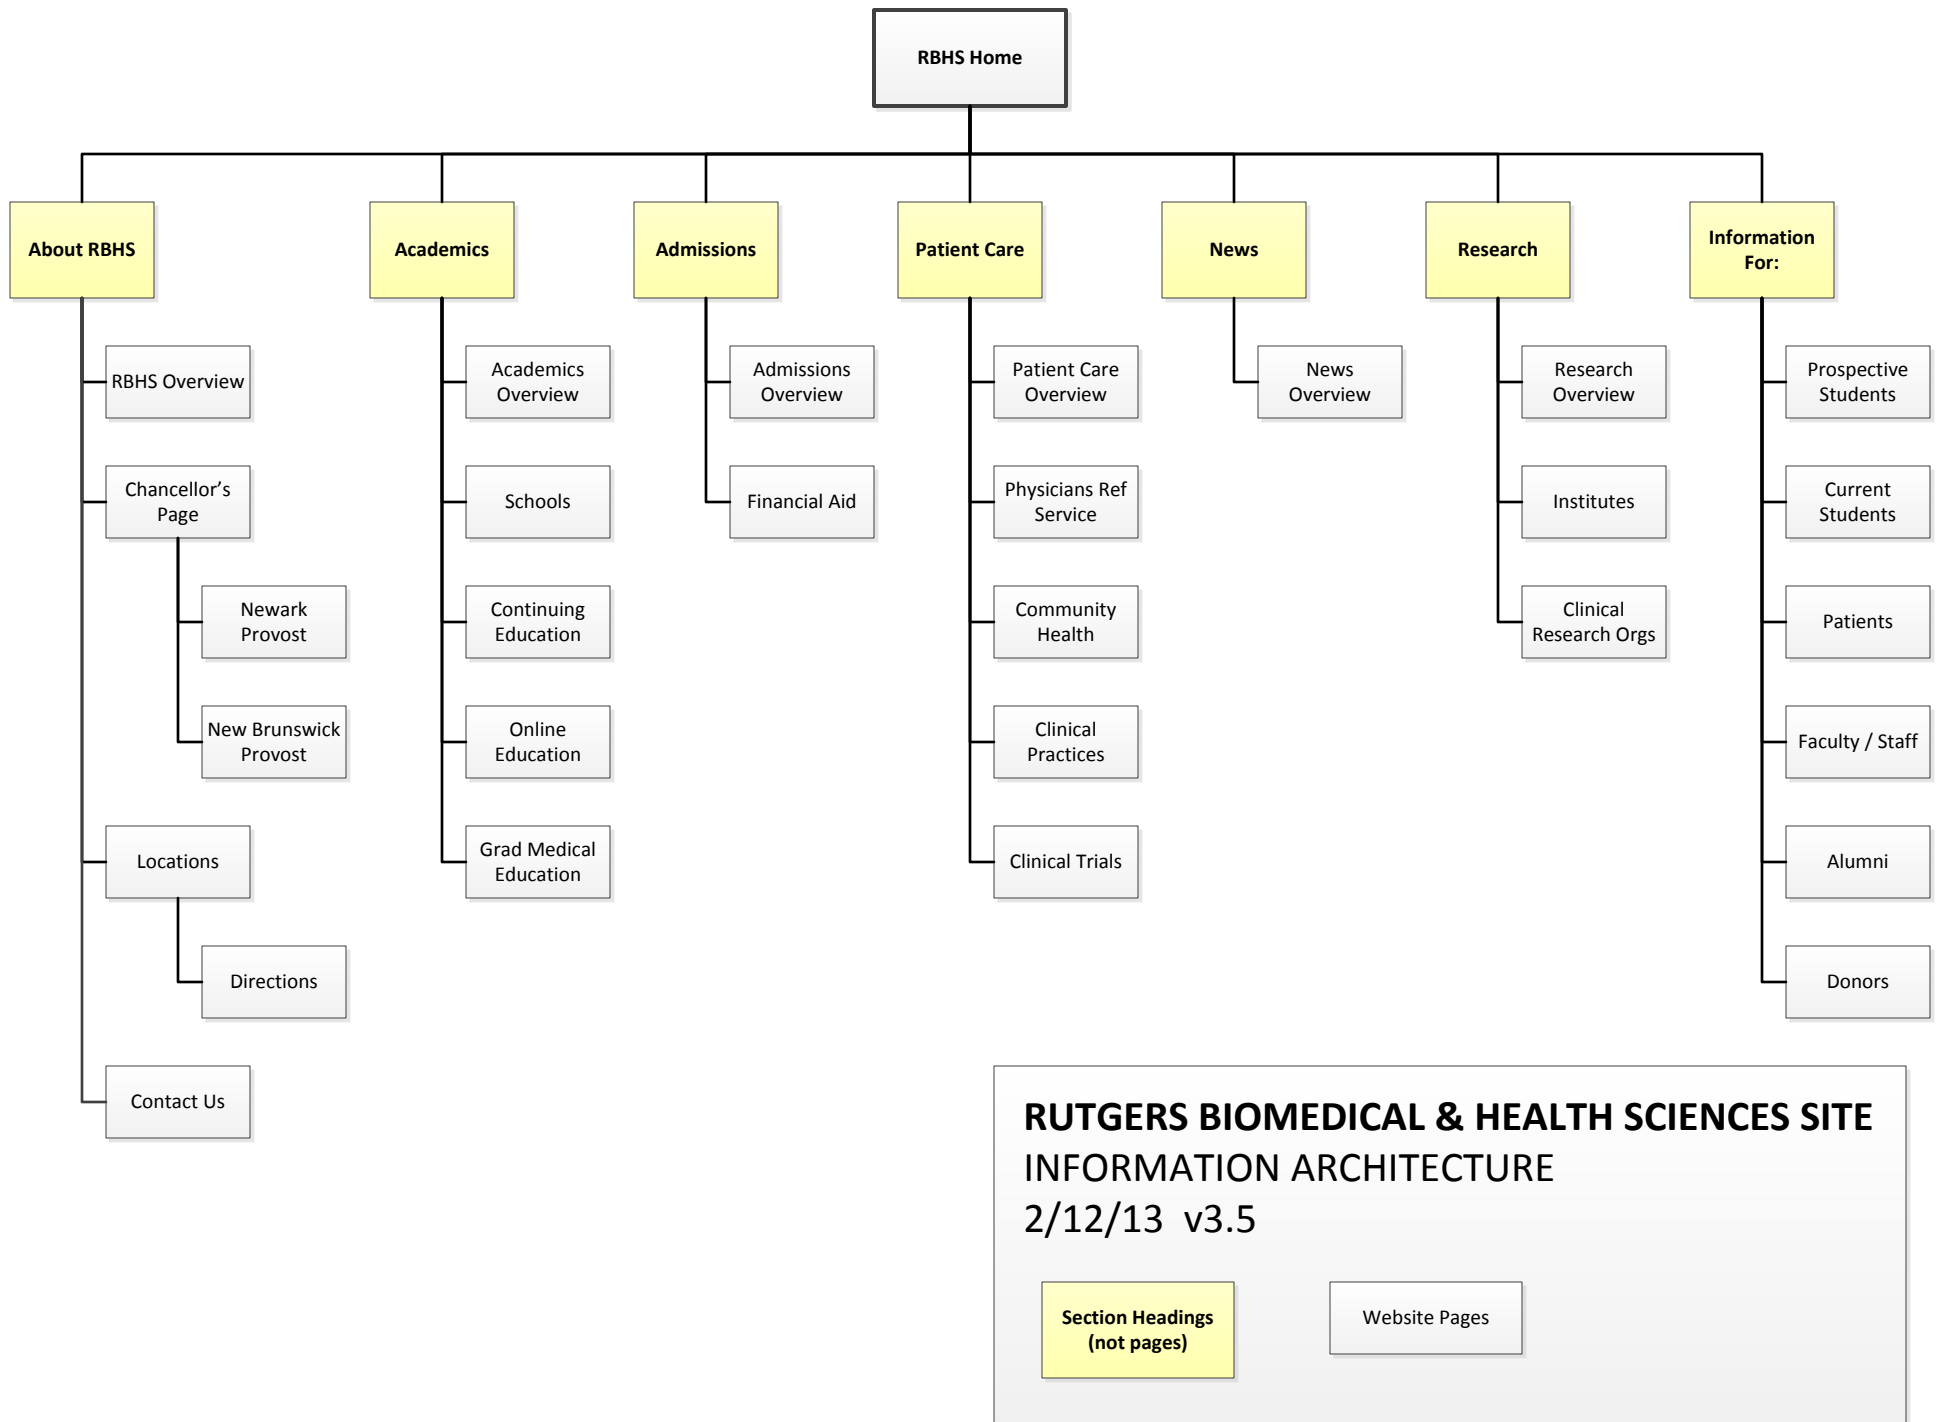 RBHS Home
About RBHS
Academics
Admissions
Patient Care
News
Research
Information
For:
RBHS Overview
Chancellor's
Page
Newark
Provost
New Brunswick
Provost
Locations
Directions
Contact Us
Academics
Overview
Schools
Continuing
Education
Online
Education
Grad Medical
Education
Admissions
Overview
Financial Aid
Patient Care
Overview
Physicians Ref
Service
Community
Health
Clinical
Practices
Clinical Trials
News
Overview
Research
Overview
Institutes
Clinical
Research Orgs
Prospective
Students
Current
Students
Patients
Faculty / Staff
Alumni
Donors
RUTGERS BIOMEDICAL & HEALTH SCIENCES SITE
INFORMATION ARCHITECTURE
2/12/13 v3.5
Section Headings
(not pages)
Website Pages